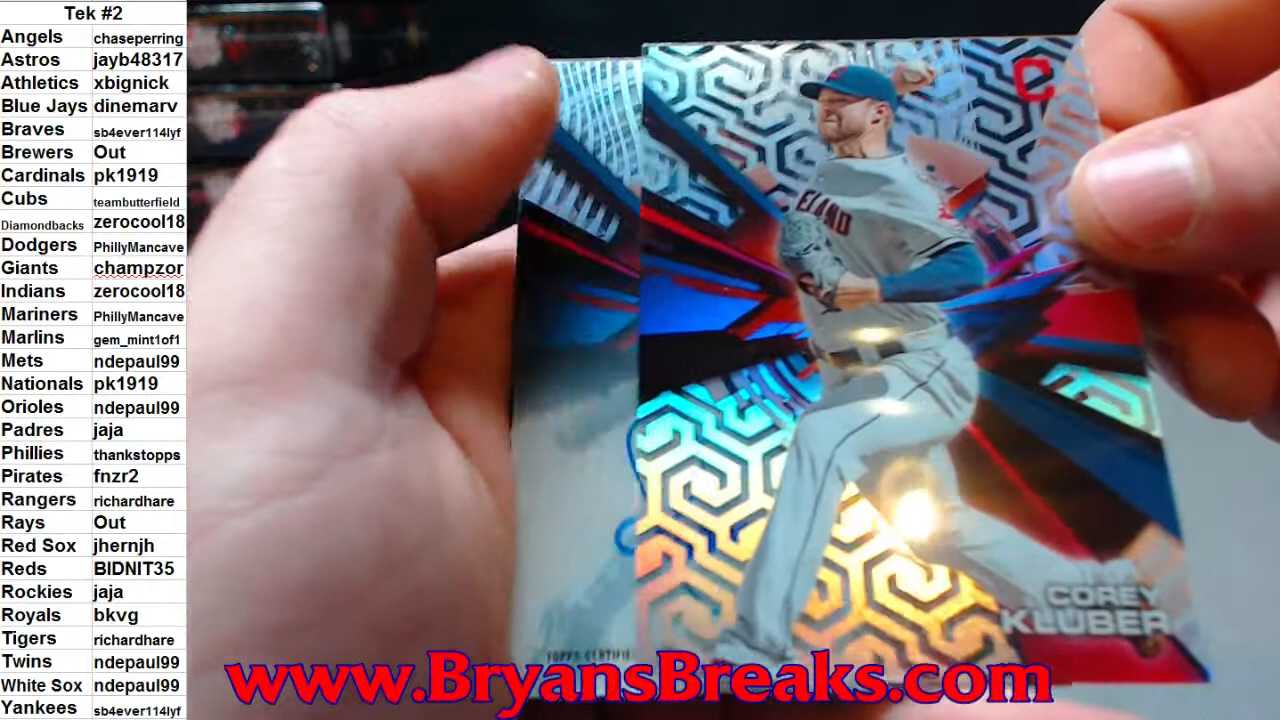 Tek #2
Angels chaseperring
Astros jayb48317
Athletics xbignick
Blue Jays dinemarv
Braves sb4ever114lyf
Brewers Out
Cardinals pk1919
Cubs teambutterfield
Diamondbacks zerocool18
Dodgers PhillyMancave
Giants champzor
Indians zerocool18
Mariners PhillyMancave
Marlins gem_mint1of1
Mets ndepaul99
Nationals pk1919
Orioles ndepaul99
Padres jaja
Phillies thankstopps
Pirates fnzr2
Rangers richardhare
Rays Out
Red Sox jhernjh
Reds BIDNIT35
Rockies jaja
Royals bkvg
Tigers richardhare
Twins ndepaul99
White Sox ndepaul99
Yankees sb4ever114lyf
C
ELAND
COREY
KLUBER
TOPPS CERTIFIE
www.BryansBreaks.com